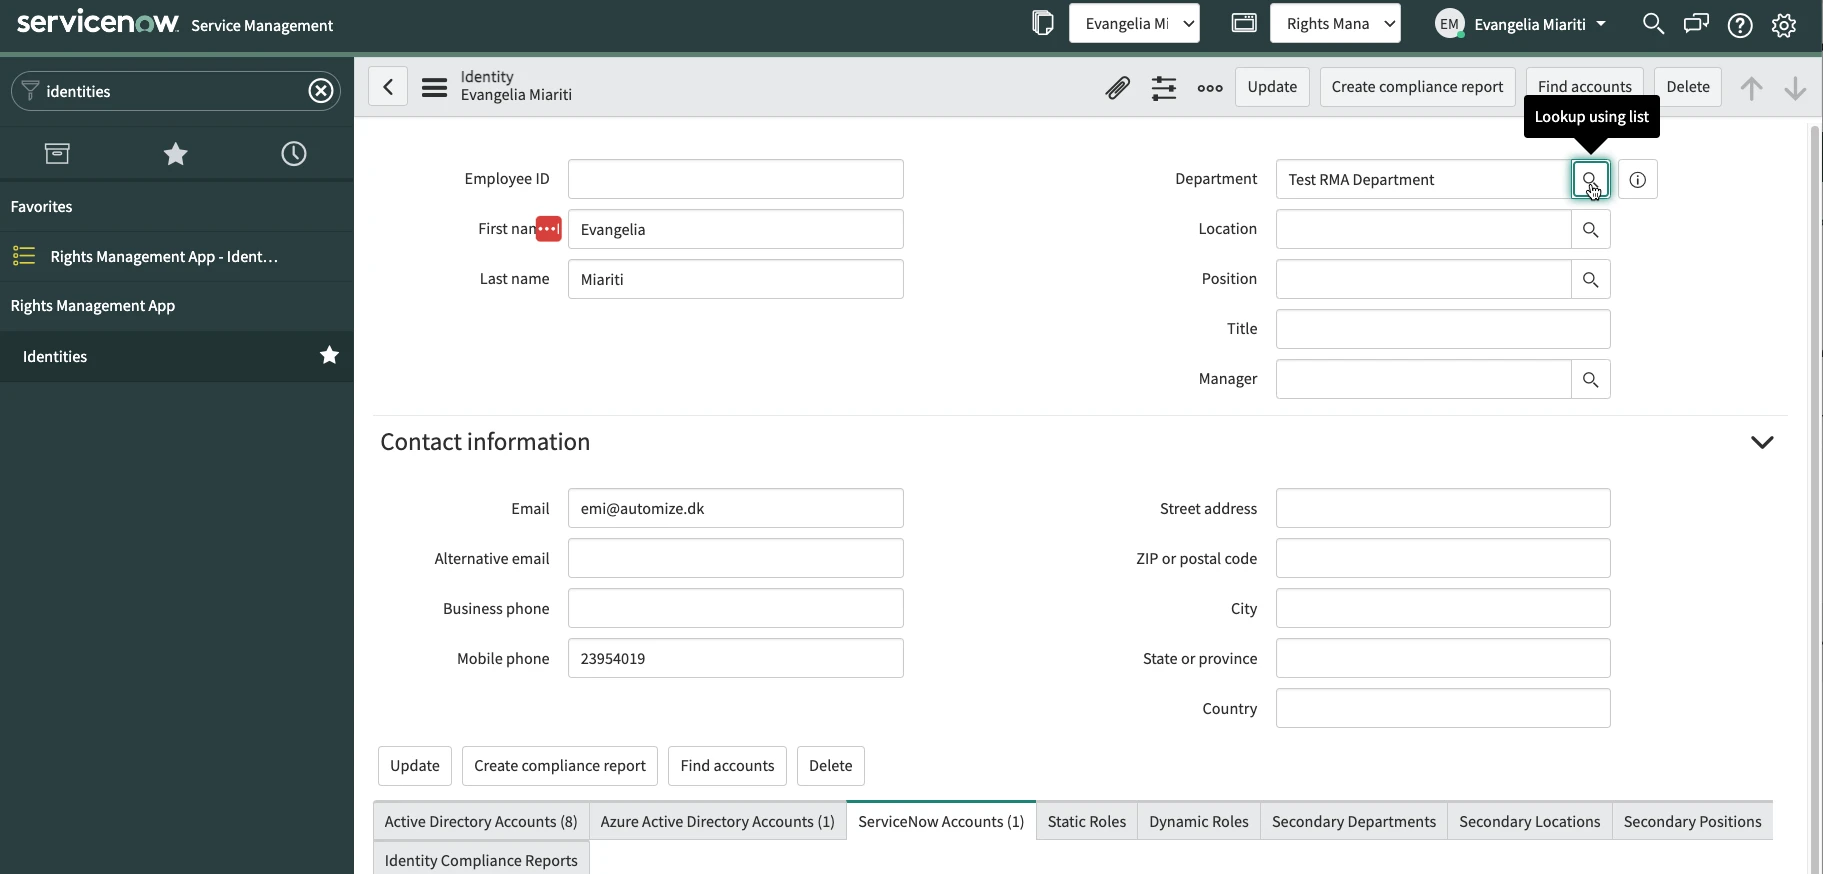 servicenow Service Management
Evangelia Mi
Rights Mana
EM Evangelia Miariti
identities
Identity
Evangelia Miariti
Update
Create compliance report
Find accounts
Delete
Lookup using list
Favorites
Rights Management App - Ident...
Rights Management App
Identities
Employee ID
First nam
Evangelia
Last name
Miariti
Department
Test RMA Department
Location
Position
Title
Manager
Contact information
Email
emi@automize.dk
Alternative email
Business phone
Mobile phone
23954019
Street address
ZIP or postal code
City
State or province
Country
Update
Create compliance report
Find accounts
Delete
Active Directory Accounts (8)
Azure Active Directory Accounts (1)
ServiceNow Accounts (1)
Static Roles
Dynamic Roles
Secondary Departments
Secondary Locations
Secondary Positions
Identity Compliance Reports